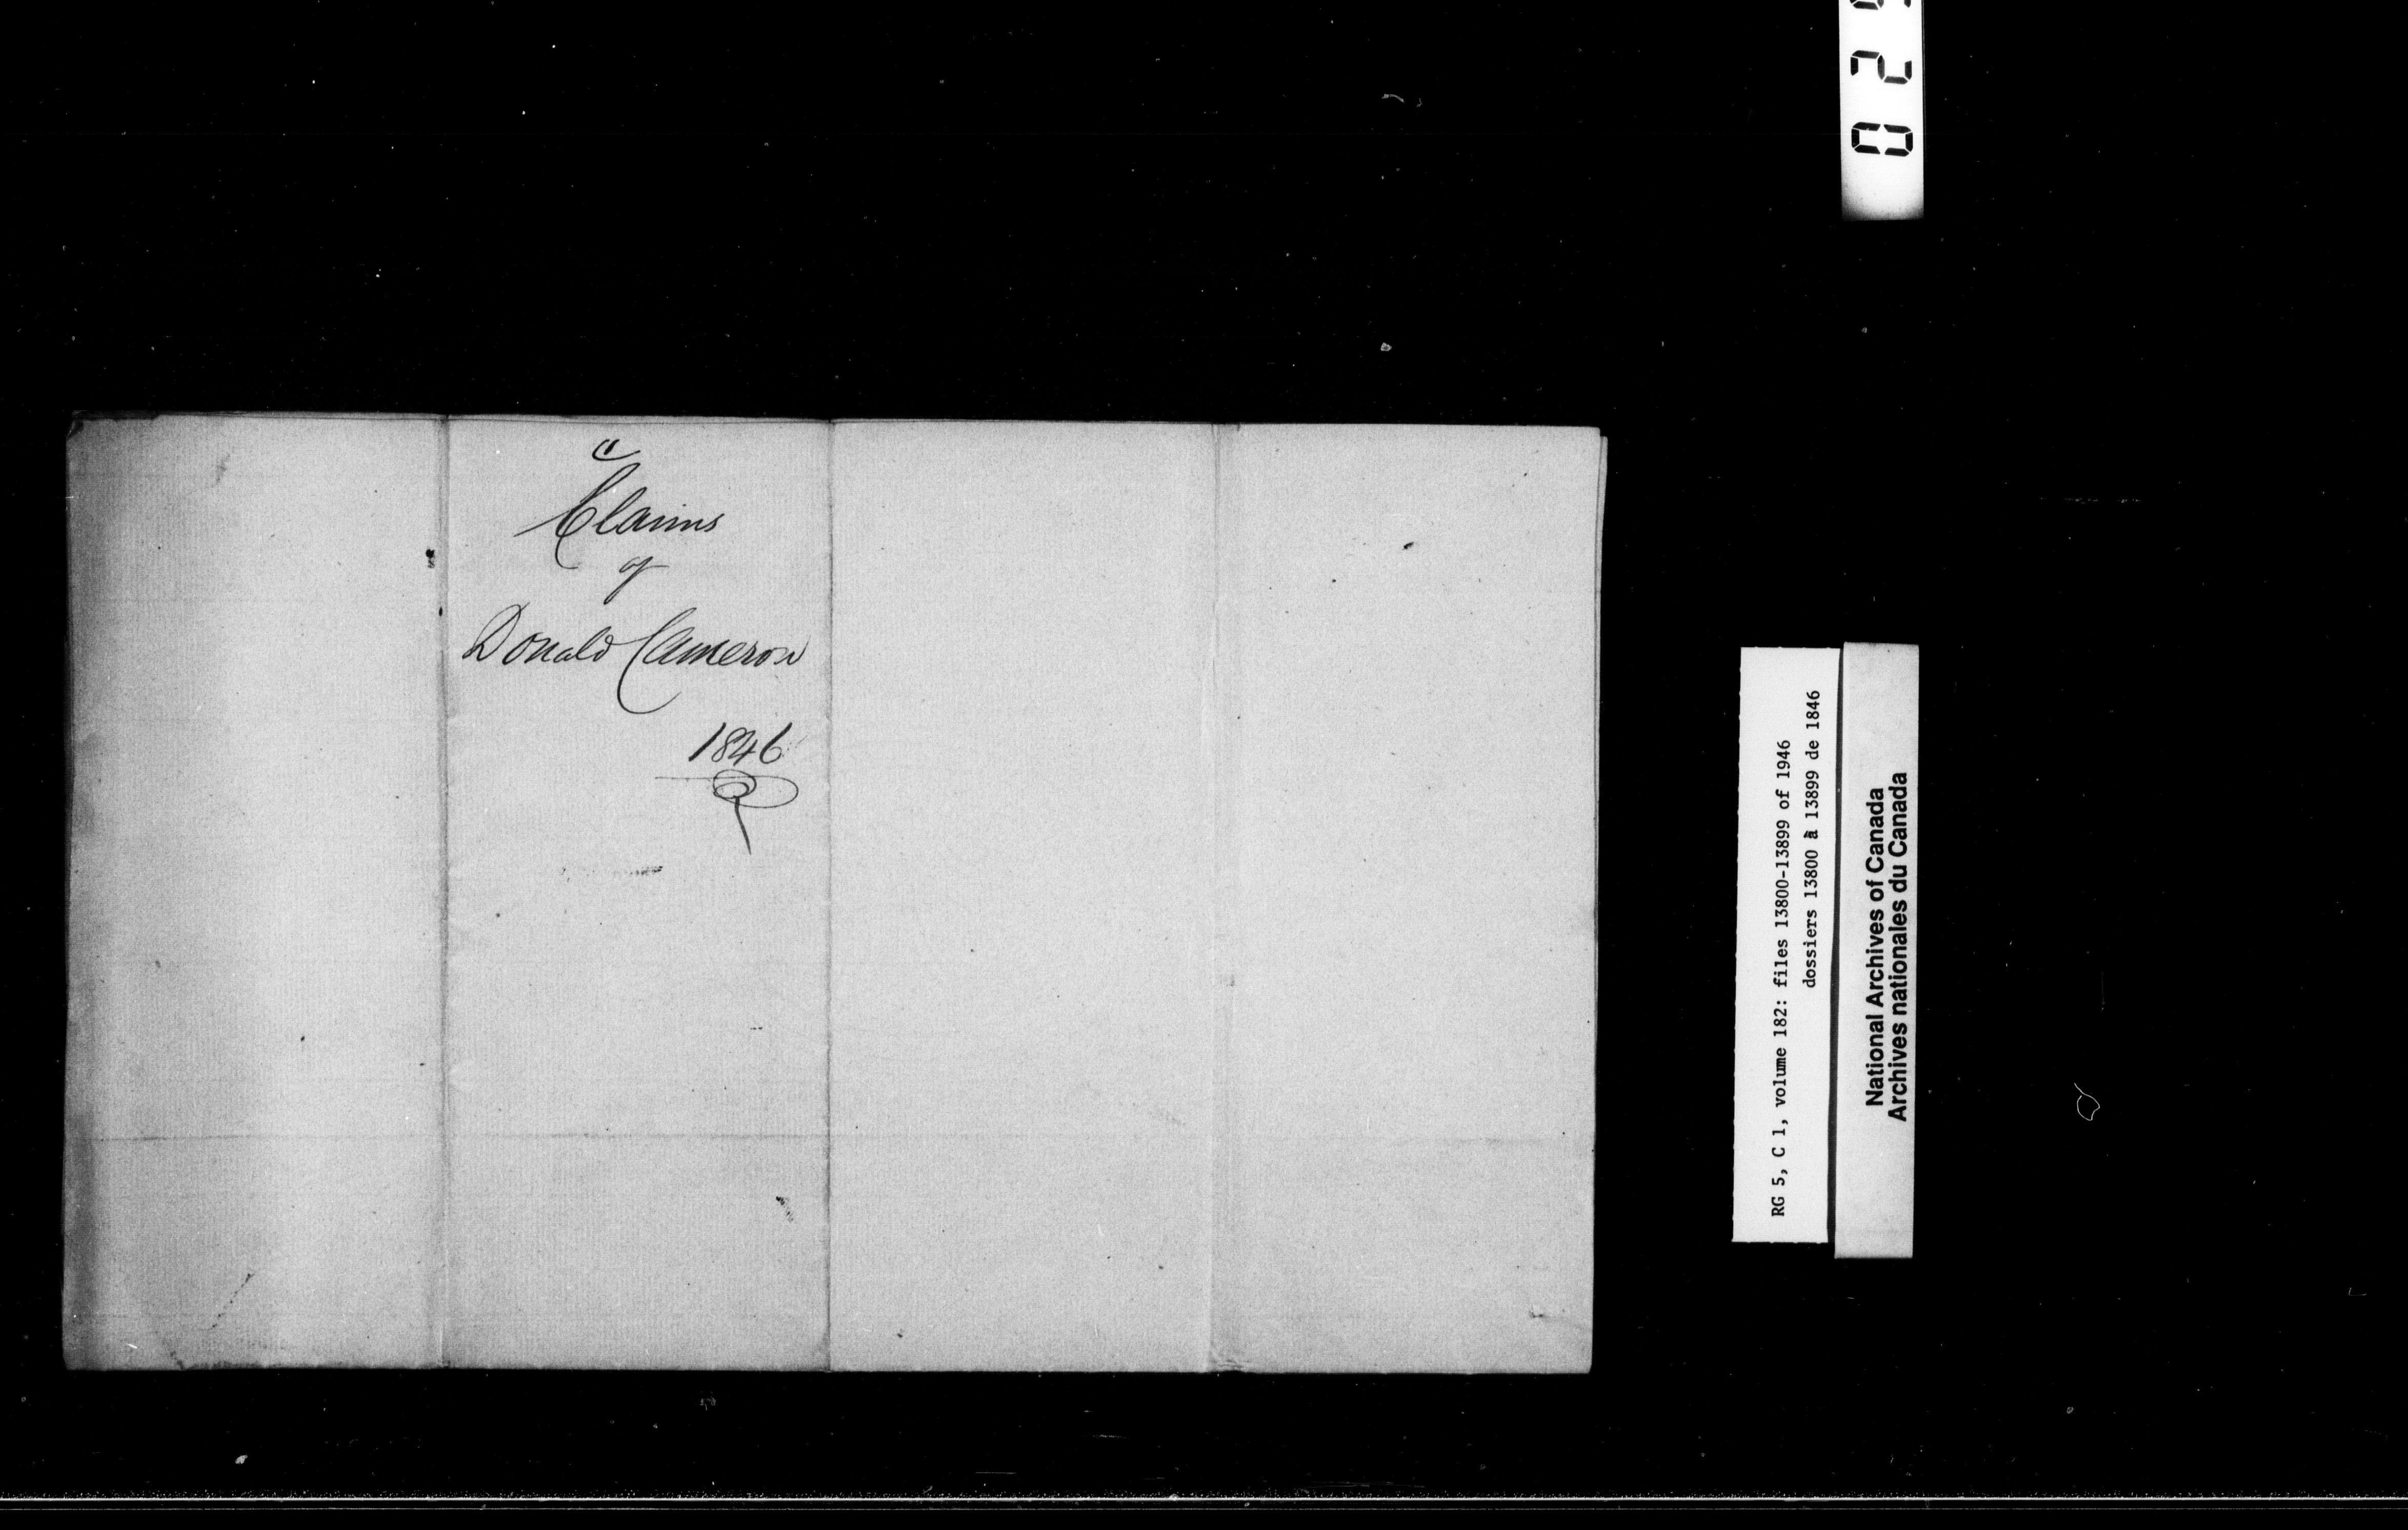 Claims
of
Donald Cameron
1846
RG 5, C 1, volume 182: files 13800-13899 of 1946
dossiers 13800 à 13899 de 1846
National Archives of Canada
Archives nationales du Canada
02